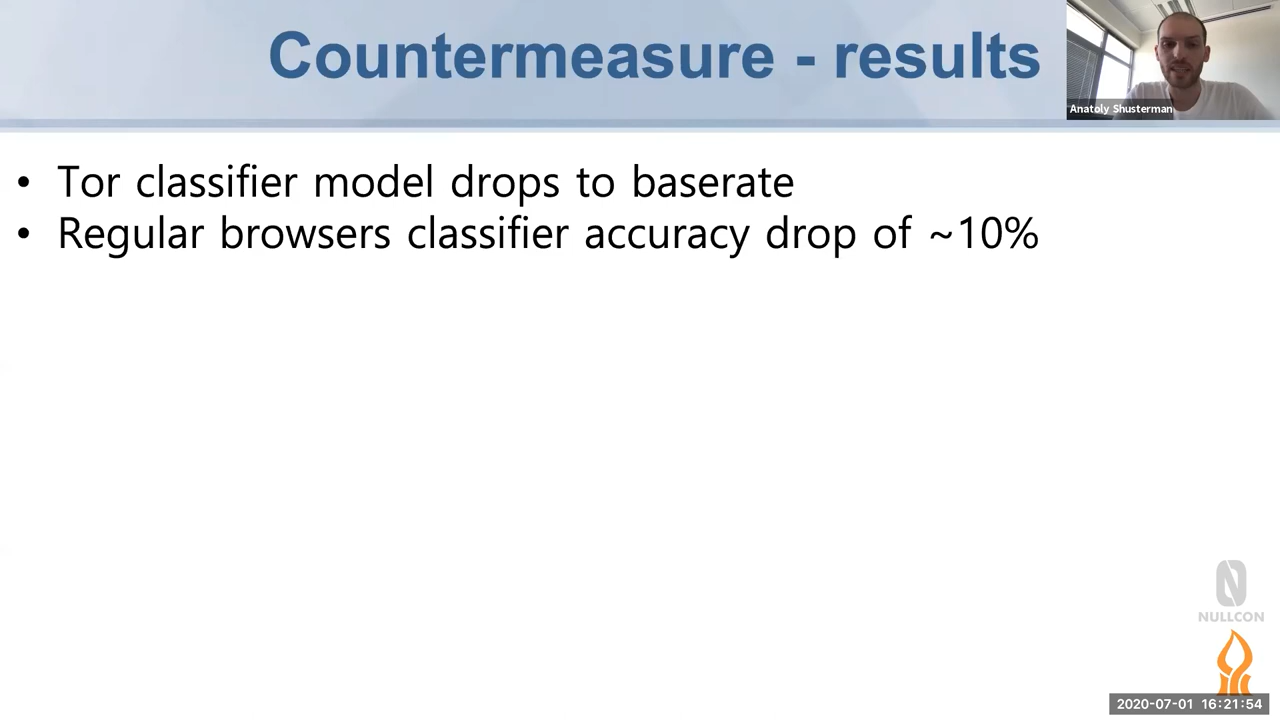 Countermeasure - results
Anatoly Shusterman
• Tor classifier model drops to baserate
• Regular browsers classifier accuracy drop of ~10%
NULLCON
2020-07-01 16:21:54